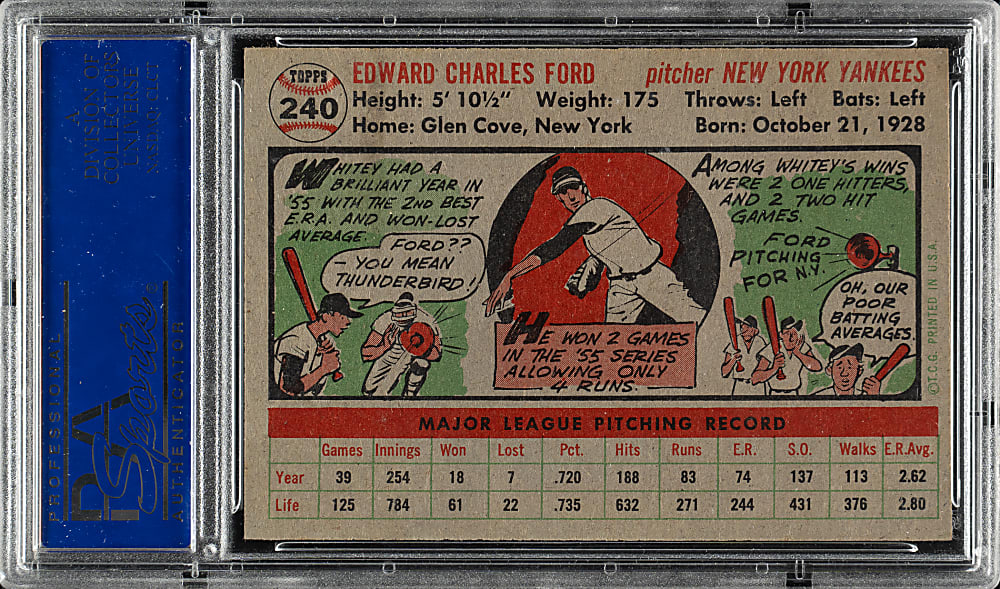 A
DIVISION OF
COLLECTORS
UNIVERSE
NASDAQ: CLCT
PROFESSIONAL
PSA
Sports
AUTHENTICATOR
®
TOPPS
240
EDWARD CHARLES FORD pitcher NEW YORK YANKEES
Height: 5' 10½" Weight: 175 Throws: Left Bats: Left
Home: Glen Cove, New York Born: October 21, 1928
WHITEY HAD A
BRILLIANT YEAR IN
'55 WITH THE 2ND BEST
E.R.A. AND WON-LOST
AVERAGE.
FORD??
- YOU MEAN
THUNDERBIRD!
HE WON 2 GAMES
IN THE '55 SERIES
ALLOWING ONLY
4 RUNS.
AMONG WHITEY'S WINS
WERE 2 ONE HITTERS,
AND 2 TWO HIT
GAMES.
FORD
PITCHING
FOR N.Y.
OH, OUR
POOR
BATTING
AVERAGES.
© T.C.G. PRINTED IN U.S.A.
MAJOR LEAGUE PITCHING RECORD
Games Innings Won Lost Pct. Hits Runs E.R. S.O. Walks E.R.Avg.
Year 39 254 18 7 .720 188 83 74 137 113 2.62
Life 125 784 61 22 .735 632 271 244 431 376 2.80